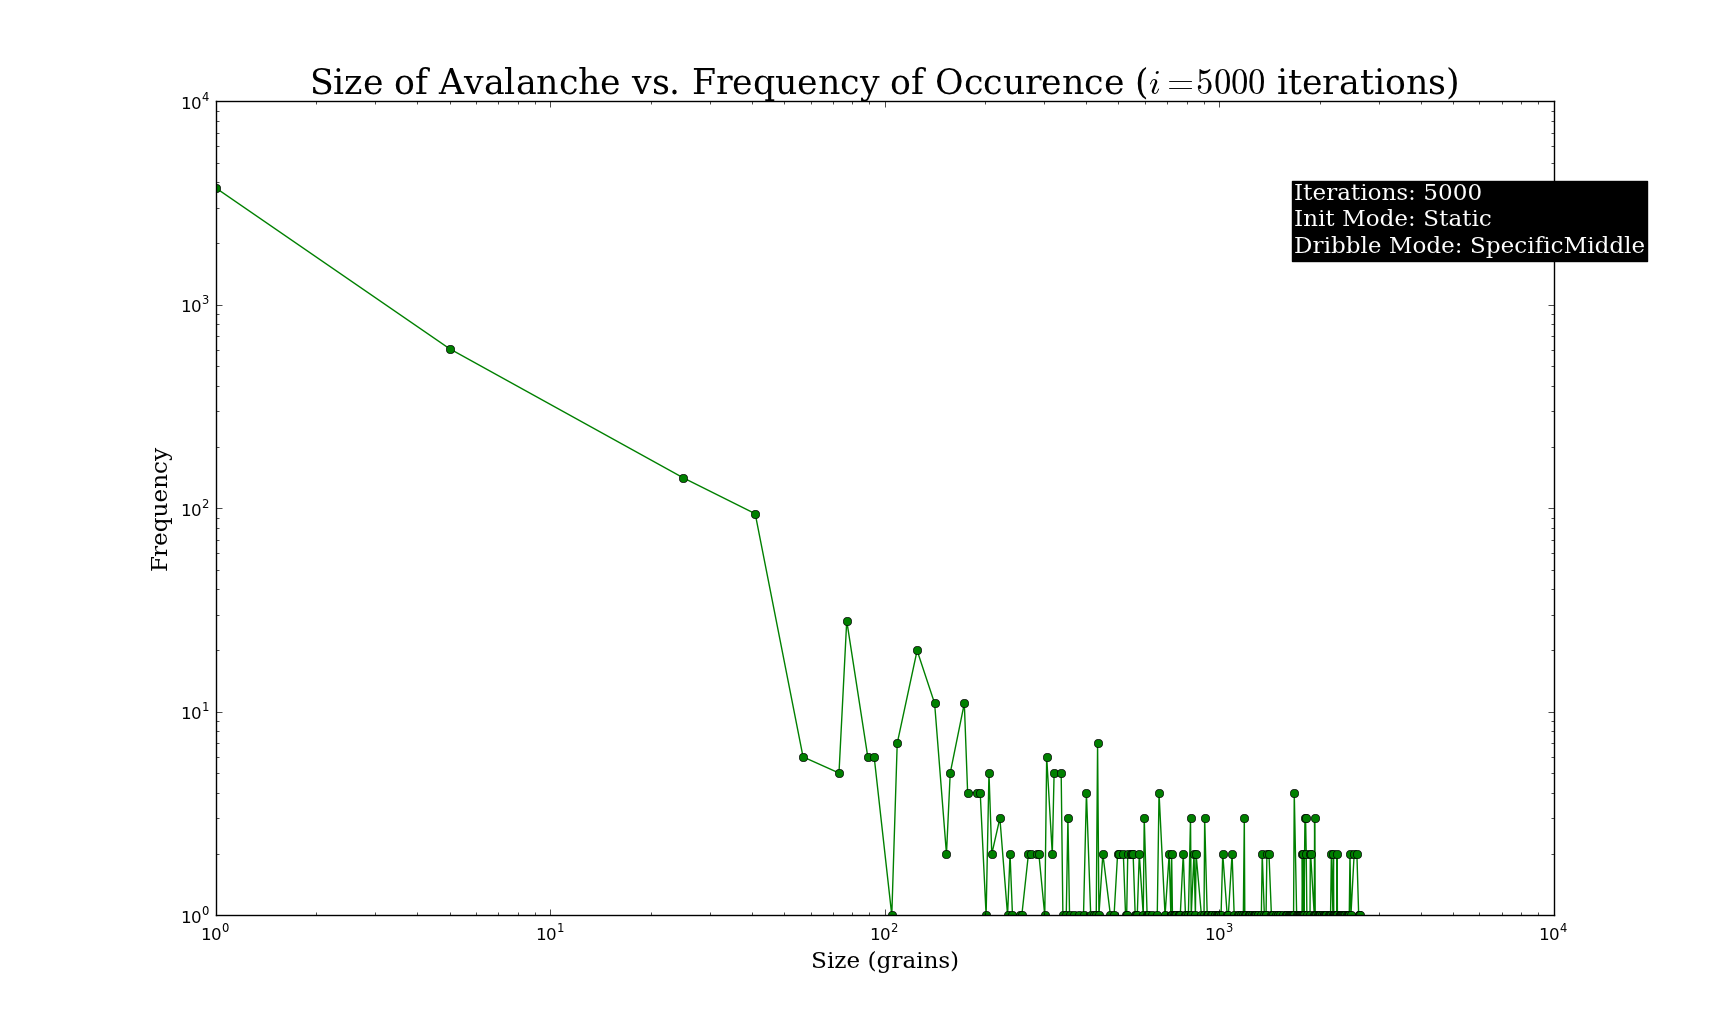 Size of Avalanche vs. Frequency of Occurence (i = 5000 iterations)
10^4
Iterations: 5000
Init Mode: Static
Dribble Mode: SpecificMiddle
10^3
10^2
Frequency
10^1
10^0
10^0 10^1 10^2 10^3 10^4
Size (grains)